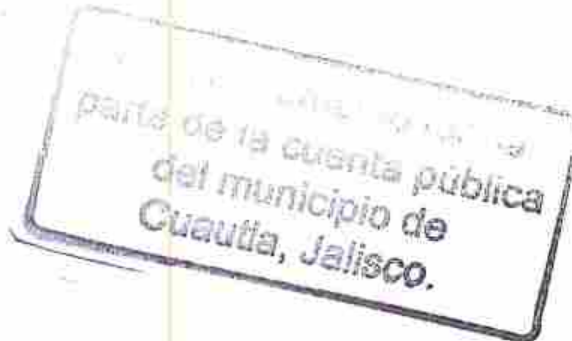 parte de la cuenta pública
del municipio de
Cuautla, Jalisco.